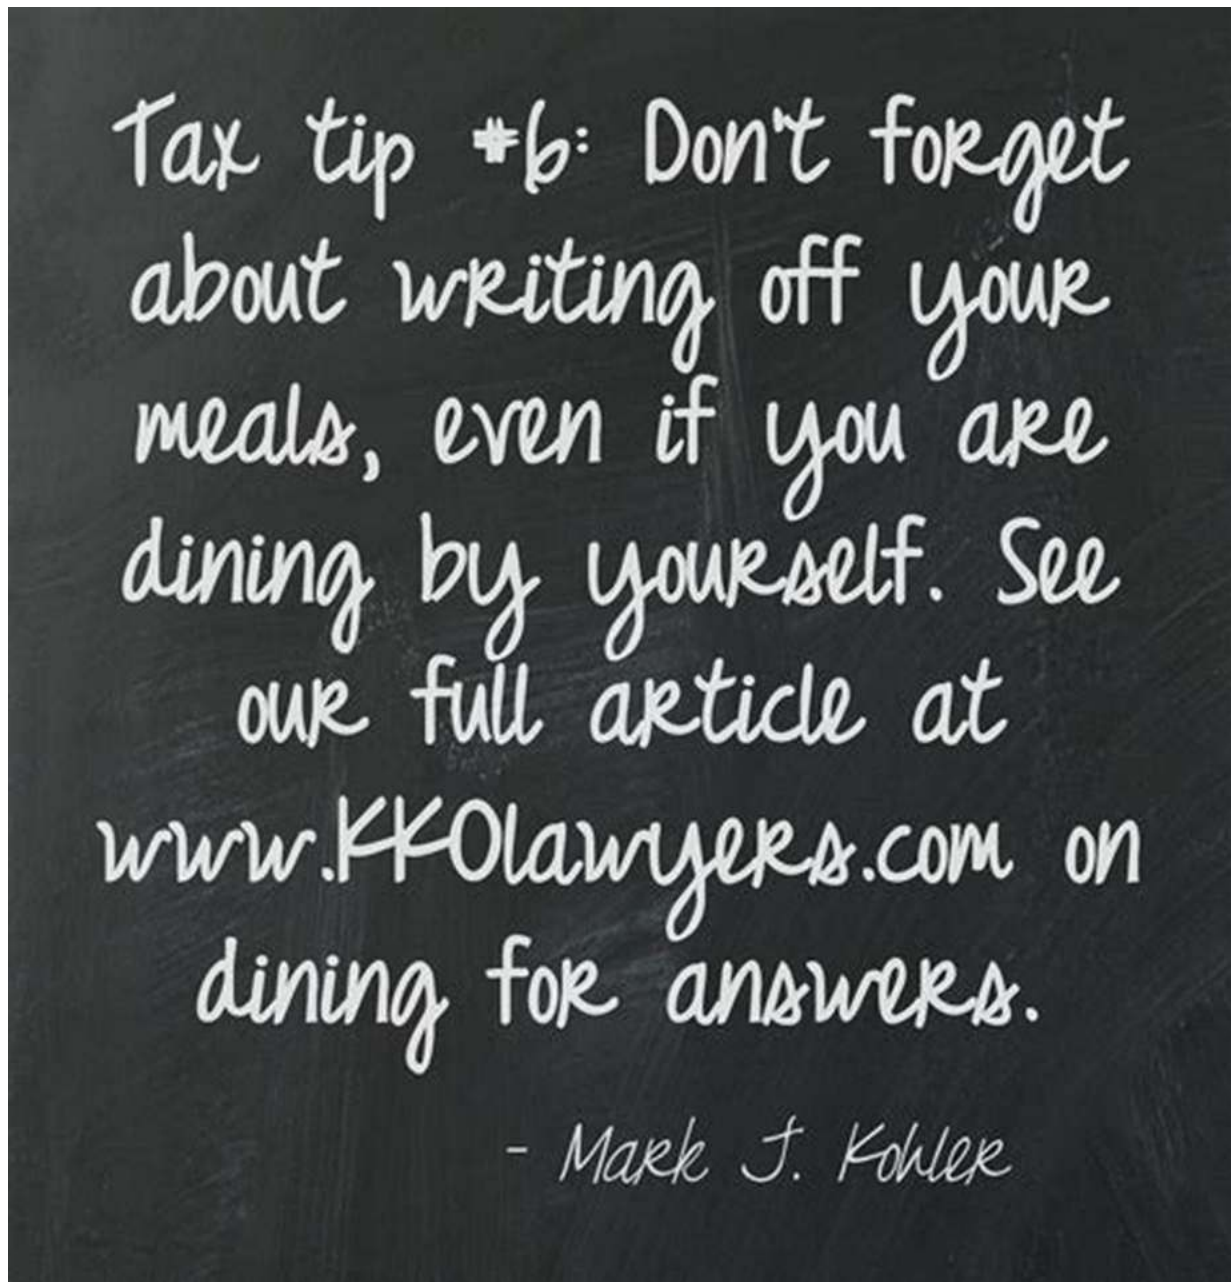 Tax tip #6: Don't forget
about writing off your
meals, even if you are
dining by yourself. See
our full article at
www.KKOlawyers.com on
dining for answers.
- Mark J. Kohler